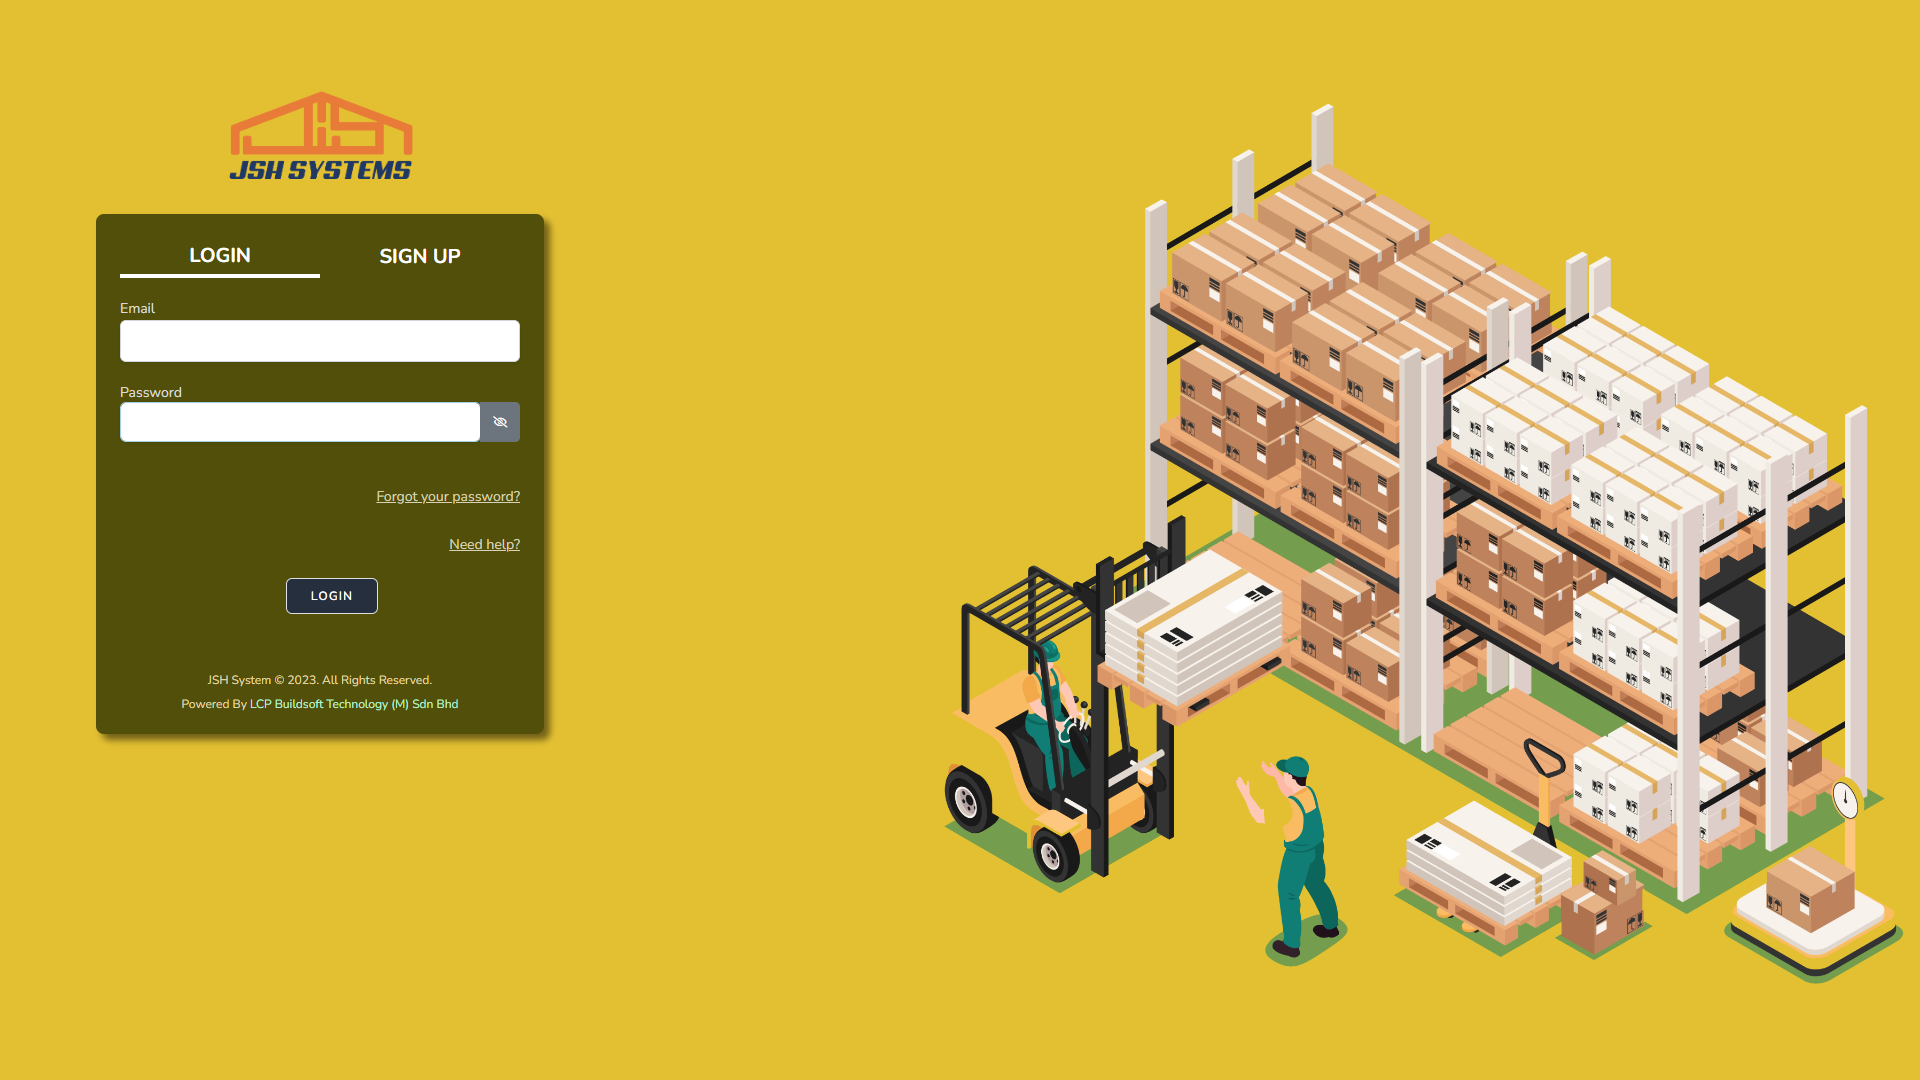 JSH SYSTEMS
LOGIN
SIGN UP
Email
Password
Forgot your password?
Need help?
LOGIN
JSH System © 2023. All Rights Reserved.
Powered By LCP Buildsoft Technology (M) Sdn Bhd